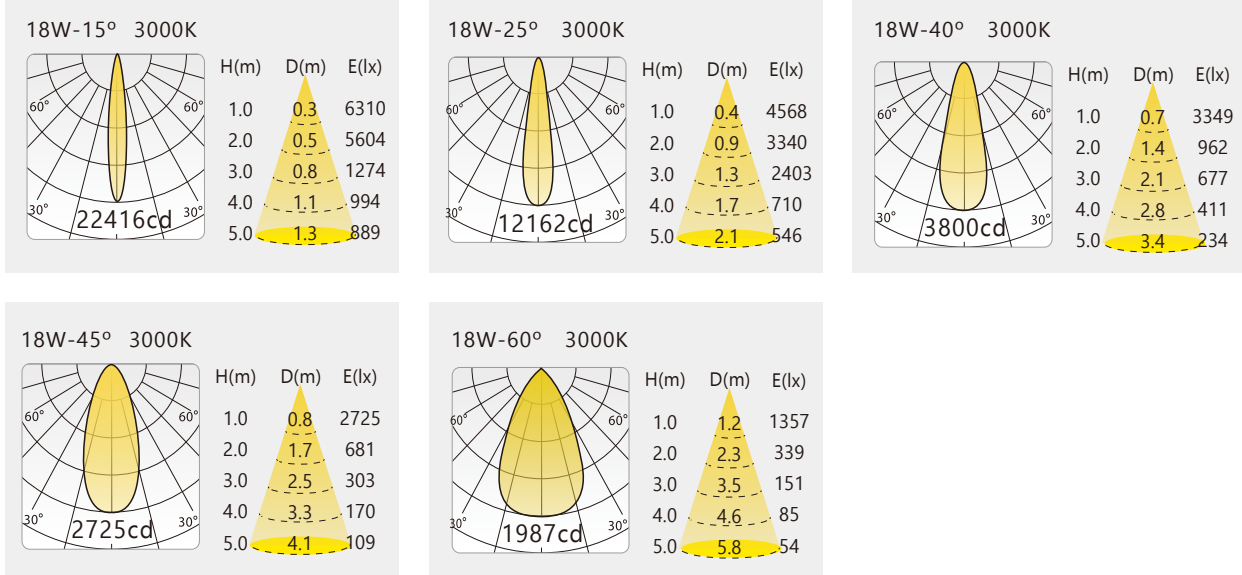 18W-15º 3000K
H(m) D(m) E(lx)
60° 60° 1.0 0.3 6310
2.0 0.5 5604
3.0 0.8 1274
30° 30° 4.0 1.1 994
22416cd 5.0 1.3 889
18W-25º 3000K
H(m) D(m) E(lx)
60° 60° 1.0 0.4 4568
2.0 0.9 3340
3.0 1.3 2403
30° 30° 4.0 1.7 710
12162cd 5.0 2.1 546
18W-40º 3000K
H(m) D(m) E(lx)
60° 60° 1.0 0.7 3349
2.0 1.4 962
3.0 2.1 677
30° 30° 4.0 2.8 411
3800cd 5.0 3.4 234
18W-45º 3000K
H(m) D(m) E(lx)
60° 60° 1.0 0.8 2725
2.0 1.7 681
3.0 2.5 303
30° 30° 4.0 3.3 170
2725cd 5.0 4.1 109
18W-60º 3000K
H(m) D(m) E(lx)
60° 60° 1.0 1.2 1357
2.0 2.3 339
3.0 3.5 151
30° 30° 4.0 4.6 85
1987cd 5.0 5.8 54